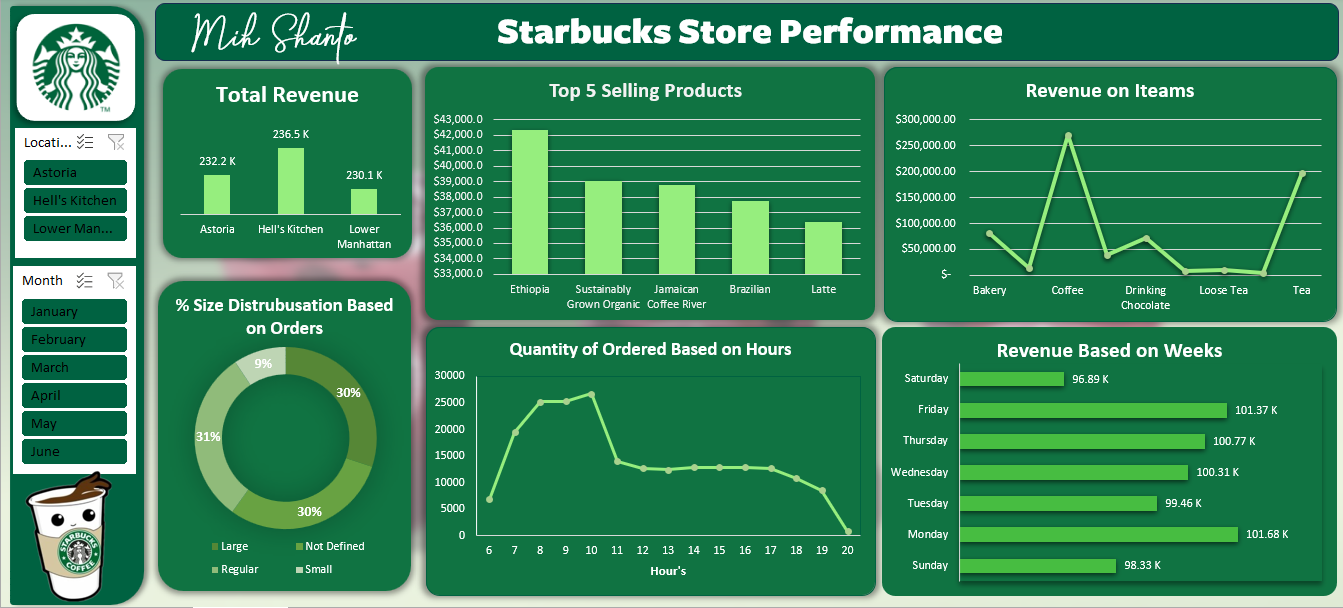 Mih Shanto
Starbucks Store Performance
TM
Locati...
Astoria
Hell's Kitchen
Lower Man...
Month
January
February
March
April
May
June
STARBUCKS
COFFEE
Total Revenue
232.2 K
236.5 K
230.1 K
Astoria
Hell's Kitchen
Lower
Manhattan
Top 5 Selling Products
$43,000.0
$42,000.0
$41,000.0
$40,000.0
$39,000.0
$38,000.0
$37,000.0
$36,000.0
$35,000.0
$34,000.0
$33,000.0
Ethiopia
Sustainably
Grown Organic
Jamaican
Coffee River
Brazilian
Latte
Revenue on Iteams
$300,000.00
$250,000.00
$200,000.00
$150,000.00
$100,000.00
$50,000.00
$-
Bakery
Coffee
Drinking
Chocolate
Loose Tea
Tea
% Size Distrubusation Based
on Orders
9%
30%
31%
30%
Large
Not Defined
Regular
Small
Quantity of Ordered Based on Hours
30000
25000
20000
15000
10000
5000
0
6 7 8 9 10 11 12 13 14 15 16 17 18 19 20
Hour's
Revenue Based on Weeks
Saturday 96.89 K
Friday 101.37 K
Thursday 100.77 K
Wednesday 100.31 K
Tuesday 99.46 K
Monday 101.68 K
Sunday 98.33 K